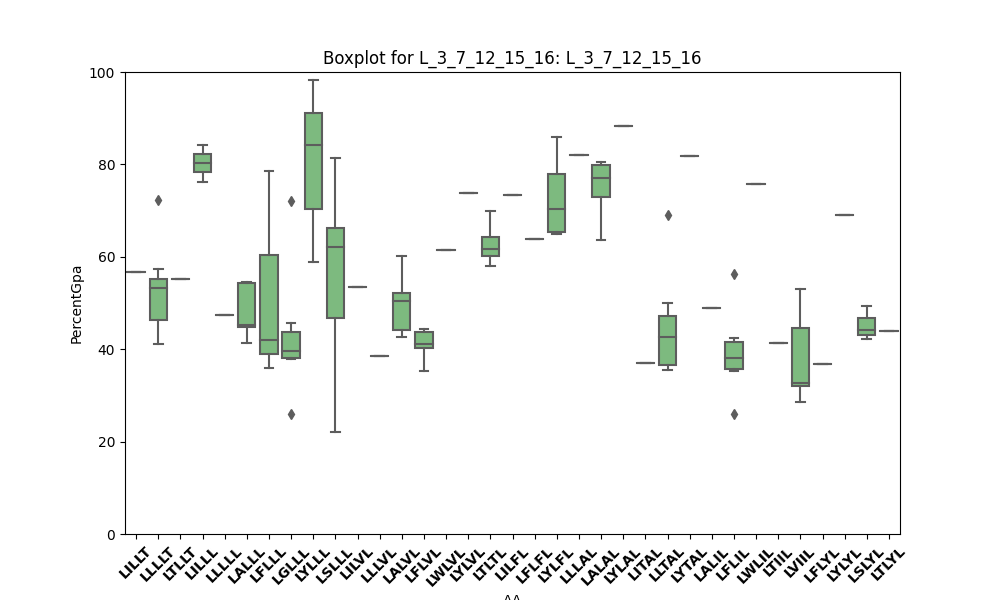 Boxplot for L_3_7_12_15_16: L_3_7_12_15_16
100
80
60
40
20
0
PercentGpa
LILLT
LLLLT
LTLLT
LILLL
LLLLL
LALLL
LFLLL
LGLLL
LYLLL
LSLLL
LILVL
LLLVL
LALVL
LFLVL
LWLVL
LYLVL
LTLTL
LILFL
LFLFL
LYLFL
LLLAL
LALAL
LYLAL
LITAL
LLTAL
LYTAL
LALIL
LFLIL
LWLIL
LTIIL
LVIIL
LFLYL
LYLYL
LSLYL
LTLYL
AA